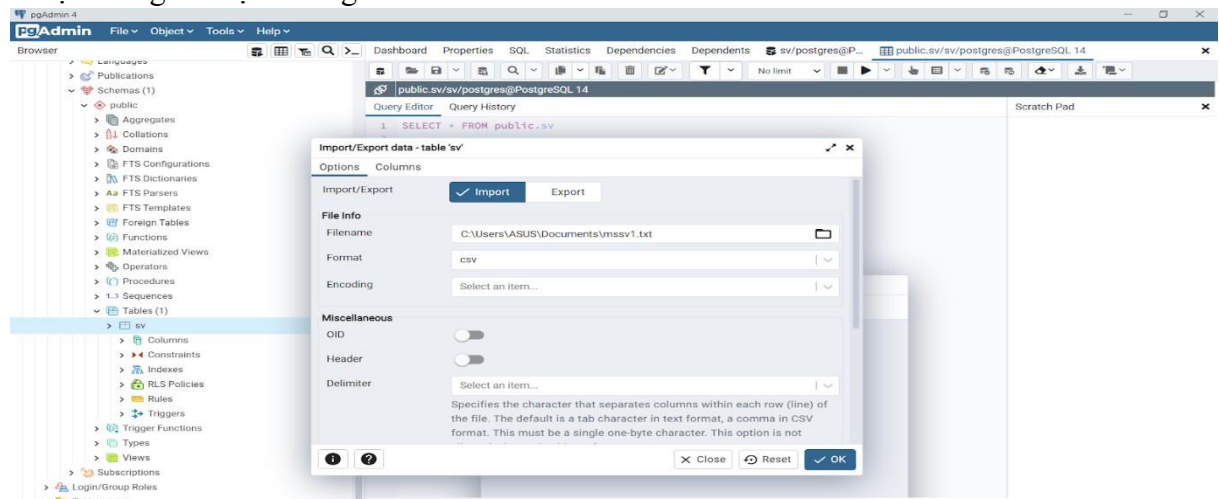 pgAdmin 4
pgAdmin File Object Tools Help
Browser
Dashboard Properties SQL Statistics Dependencies Dependents sv/postgres@P... public.sv/sv/postgres@PostgreSQL 14
No limit
Languages
Publications
Schemas (1)
public
Aggregates
Collations
Domains
FTS Configurations
FTS Dictionaries
FTS Parsers
FTS Templates
Foreign Tables
Functions
Materialized Views
Operators
Procedures
Sequences
Tables (1)
sv
Columns
Constraints
Indexes
RLS Policies
Rules
Triggers
Trigger Functions
Types
Views
Subscriptions
Login/Group Roles
public.sv/sv/postgres@PostgreSQL 14
Query Editor Query History
Scratch Pad
1 SELECT * FROM public.sv
Import/Export data - table 'sv'
Options Columns
Import/Export Import Export
File Info
Filename C:\Users\ASUS\Documents\mssv1.txt
Format csv
Encoding Select an item...
Miscellaneous
OID
Header
Delimiter Select an item...
Specifies the character that separates columns within each row (line) of
the file. The default is a tab character in text format, a comma in CSV
format. This must be a single one-byte character. This option is not
Close Reset OK